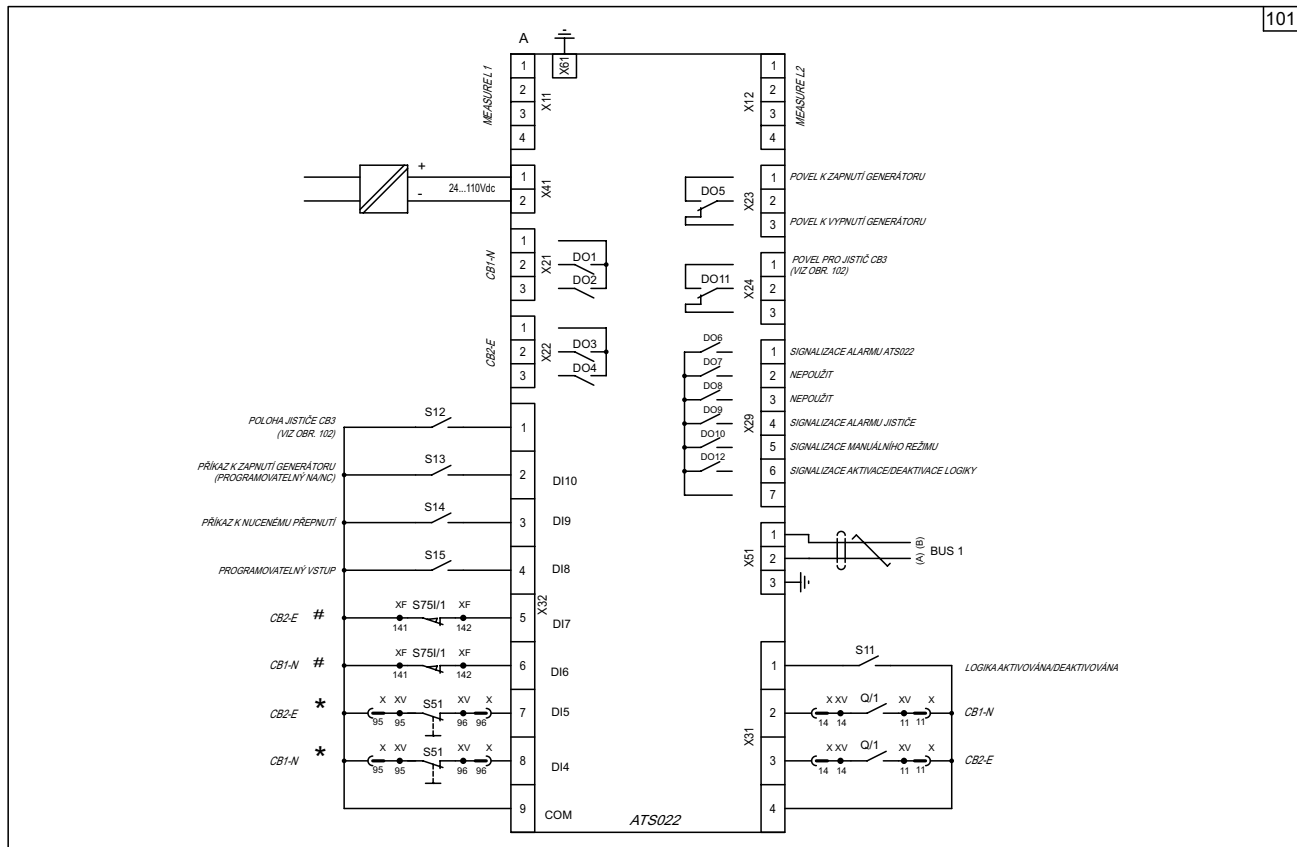 101
A
MEASURE L1
1
2
3
4
X11
X61
1
2
3
4
X12
MEASURE L2
+
-
24...110Vdc
1
2
X41
DO5
X23
1
2
3
POVEL K ZAPNUTÍ GENERÁTORU
POVEL K VYPNUTÍ GENERÁTORU
CB1-N
1
2
3
X21
DO1
DO2
DO11
X24
1
2
3
POVEL PRO JISTIČ CB3
(VIZ OBR. 102)
CB2-E
1
2
3
X22
DO3
DO4
DO6
DO7
DO8
DO9
DO10
DO12
X29
1 SIGNALIZACE ALARMU ATS022
2 NEPOUŽIT
3 NEPOUŽIT
4 SIGNALIZACE ALARMU JISTIČE
5 SIGNALIZACE MANUÁLNÍHO REŽIMU
6 SIGNALIZACE AKTIVACE/DEAKTIVACE LOGIKY
7
POLOHA JISTIČE CB3
(VIZ OBR. 102)
S12
1
PŘÍKAZ K ZAPNUTÍ GENERÁTORU
(PROGRAMOVATELNÝ NA/NC)
S13
2 DI10
PŘÍKAZ K NUCENÉMU PŘEPNUTÍ
S14
3 DI9
PROGRAMOVATELNÝ VSTUP
S15
4 DI8
X32
CB2-E #
XF S75I/1 XF
141 142
5 DI7
CB1-N #
XF S75I/1 XF
141 142
6 DI6
CB2-E *
X XV S51 XV X
95 95 96 96
7 DI5
CB1-N *
X XV S51 XV X
95 95 96 96
8 DI4
9 COM
ATS022
X51
1
2
3
(A) (B)
BUS 1
X31
1
S11
LOGIKA AKTIVOVÁNA/DEAKTIVOVÁNA
2
X XV Q/1 XV X
14 14 11 11
CB1-N
3
X XV Q/1 XV X
14 14 11 11
CB2-E
4